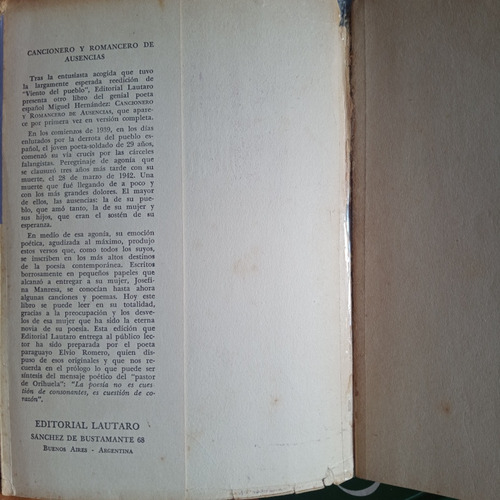 CANCIONERO Y ROMANCERO DE
AUSENCIAS
Tras la entusiasta acogida que tuvo
la largamente esperada reedición de
"Viento del pueblo", Editorial Lautaro
presenta otro libro del genial poeta
español Miguel Hernández: CANCIONERO
Y ROMANCERO DE AUSENCIAS, que apare-
ce por primera vez en versión completa.
En los comienzos de 1939, en los días
enlutados por la derrota del pueblo es-
pañol, el joven poeta-soldado de 29 años,
comenzó su vía crucis por las cárceles
falangistas. Peregrinaje de agonía que
se clausuró tres años más tarde con su
muerte, el 28 de marzo de 1942. Una
muerte que fué llegando de a poco y
con los más grandes dolores. El mayor
de ellos, las ausencias: la de su pue-
blo, que amó tanto, la de su mujer y
sus hijos, que eran el sostén de su
esperanza.
En medio de esa agonía, su emoción
poética, agudizada al máximo, produjo
estos versos que, como todos los suyos,
se inscriben en los más altos destinos
de la poesía contemporánea. Escritos
borrosamente en pequeños papeles que
alcanzó a entregar a su mujer, Josefi-
na Manresa, se conocían hasta ahora
algunas canciones y poemas. Hoy este
libro se puede leer en su totalidad,
gracias a la preocupación y los desve-
los de esa mujer que ha sido la eterna
novia de su poesía. Esta edición que
Editorial Lautaro entrega al público lec-
tor ha sido preparada por el poeta
paraguayo Elvio Romero, quien dis-
puso de esos originales y que nos re-
cuerda en el prólogo lo que puede ser
síntesis del mensaje poético del "pastor
de Orihuela": "La poesía no es cues-
tión de consonantes, es cuestión de co-
razón".
EDITORIAL LAUTARO
SANCHEZ DE BUSTAMANTE 68
BUENOS AIRES - ARGENTINA